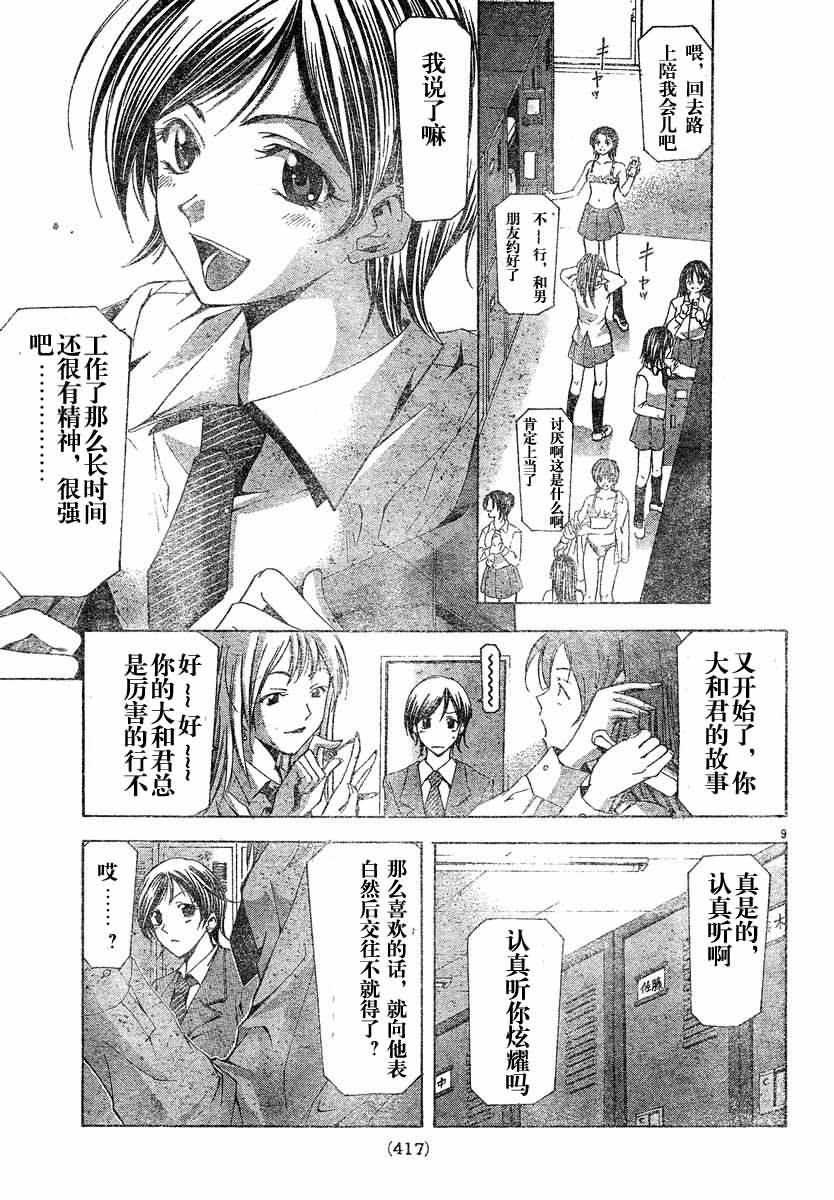 喂，回去路
上陪我会儿吧
不—行，和男
朋友约好了
讨厌啊这是什么啊
肯定上当了
我说了嘛
工作了那么长时间
还很有精神，很强
吧………………
又开始了，你
大和君的故事
好~~好~~~~
你的大和君总
是厉害的行不
9
真是的，
认真听啊
认真听你炫耀吗
佐藤
木
中
C
C
那么喜欢的话，就向他表
白然后交往不就得了？
哎……？
(417)